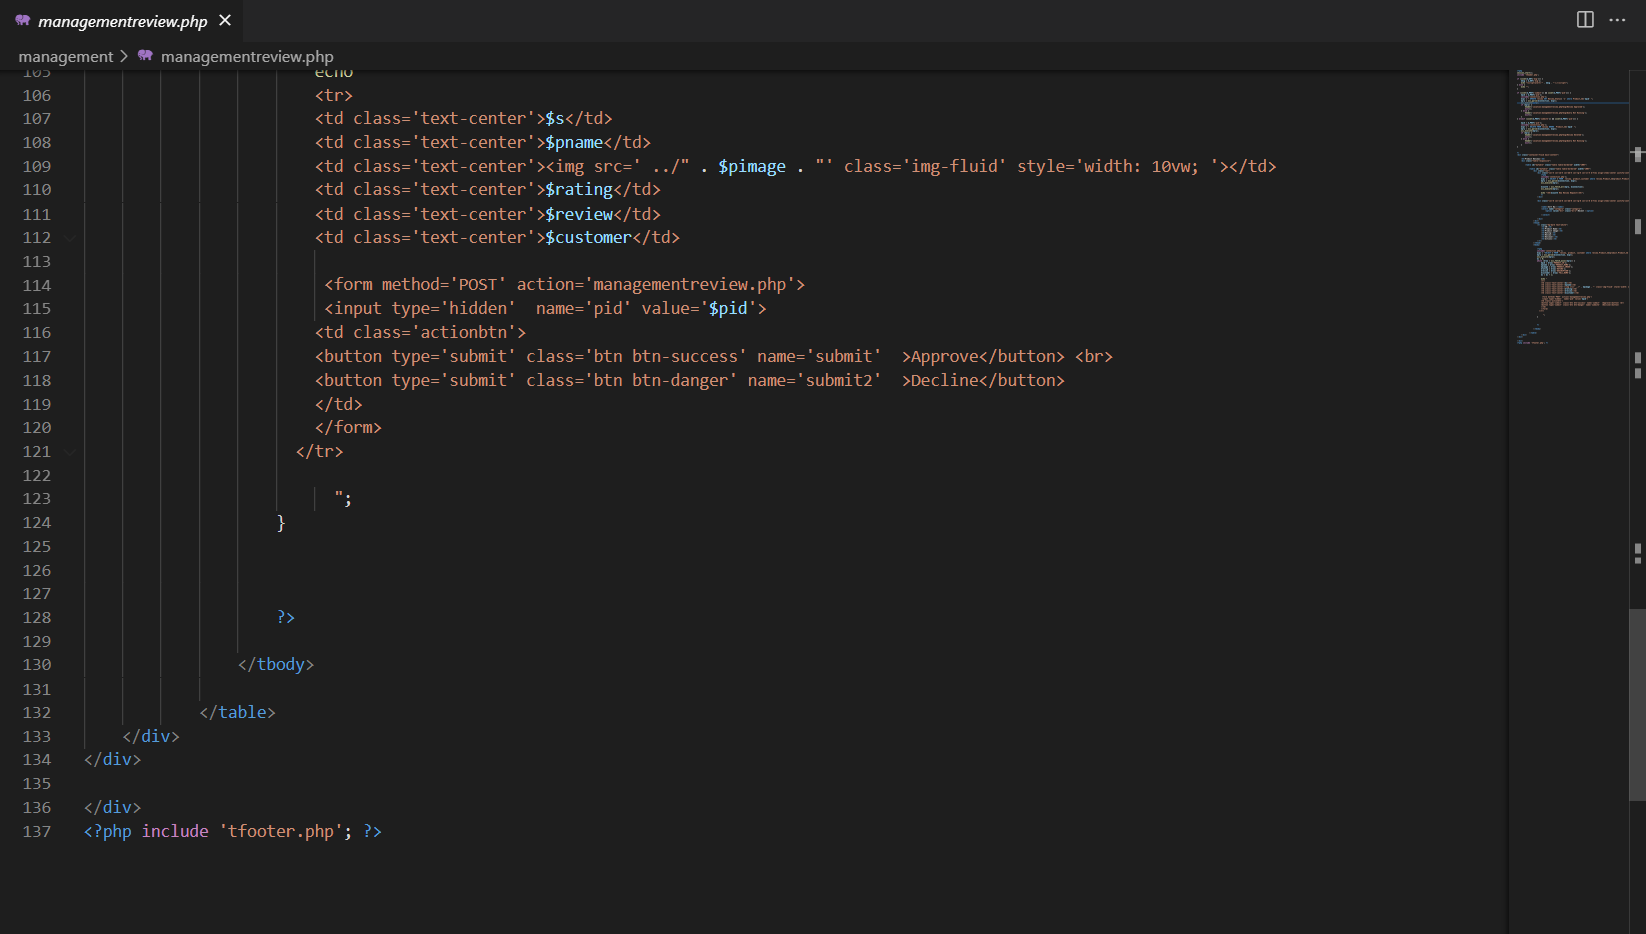 managementreview.php
management > managementreview.php
105 echo
106 <tr>
107 <td class='text-center'>$s</td>
108 <td class='text-center'>$pname</td>
109 <td class='text-center'><img src=' ../" . $pimage . "' class='img-fluid' style='width: 10vw; '></td>
110 <td class='text-center'>$rating</td>
111 <td class='text-center'>$review</td>
112 <td class='text-center'>$customer</td>
113
114 <form method='POST' action='managementreview.php'>
115 <input type='hidden'  name='pid' value='$pid'>
116 <td class='actionbtn'>
117 <button type='submit' class='btn btn-success' name='submit'  >Approve</button> <br>
118 <button type='submit' class='btn btn-danger' name='submit2'  >Decline</button>
119 </td>
120 </form>
121 </tr>
122
123 ";
124 }
125
126
127
128 ?>
129
130 </tbody>
131
132 </table>
133 </div>
134 </div>
135
136 </div>
137 <?php include 'tfooter.php'; ?>